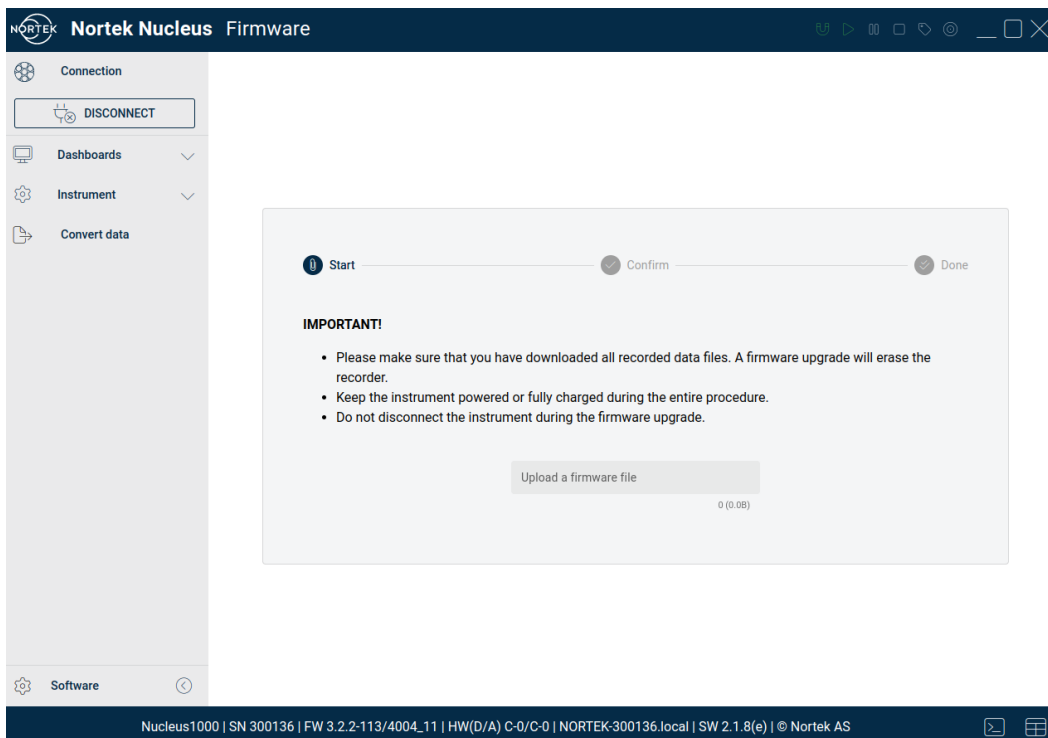 NORTEK Nortek Nucleus Firmware
Connection
DISCONNECT
Dashboards
Instrument
Convert data
Start Confirm Done
IMPORTANT!
• Please make sure that you have downloaded all recorded data files. A firmware upgrade will erase the
recorder.
• Keep the instrument powered or fully charged during the entire procedure.
• Do not disconnect the instrument during the firmware upgrade.
Upload a firmware file
0 (0.0B)
Software
Nucleus1000 | SN 300136 | FW 3.2.2-113/4004_11 | HW(D/A) C-0/C-0 | NORTEK-300136.local | SW 2.1.8(e) | © Nortek AS